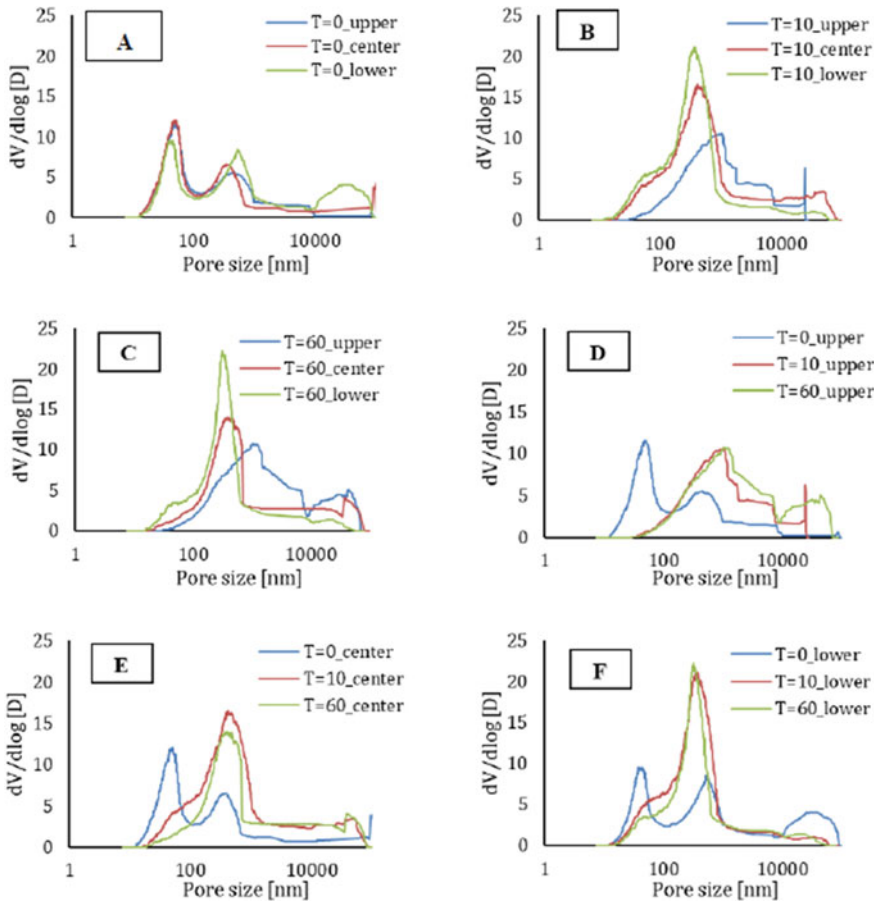 A
T=0_upper
T=0_center
T=0_lower
dV/dlog [D]
25
20
15
10
5
0
1
100
10000
Pore size [nm]
B
T=10_upper
T=10_center
T=10_lower
dV/dlog [D]
25
20
15
10
5
0
1
100
10000
Pore size [nm]
C
T=60_upper
T=60_center
T=60_lower
dV/dlog [D]
25
20
15
10
5
0
1
100
10000
Pore size [nm]
D
T=0_upper
T=10_upper
T=60_upper
dV/dlog [D]
25
20
15
10
5
0
1
100
10000
Pore size [nm]
E
T=0_center
T=10_center
T=60_center
dV/dlog [D]
25
20
15
10
5
0
1
100
10000
Pore size [nm]
F
T=0_lower
T=10_lower
T=60_lower
dV/dlog [D]
25
20
15
10
5
0
1
100
10000
Pore size [nm]